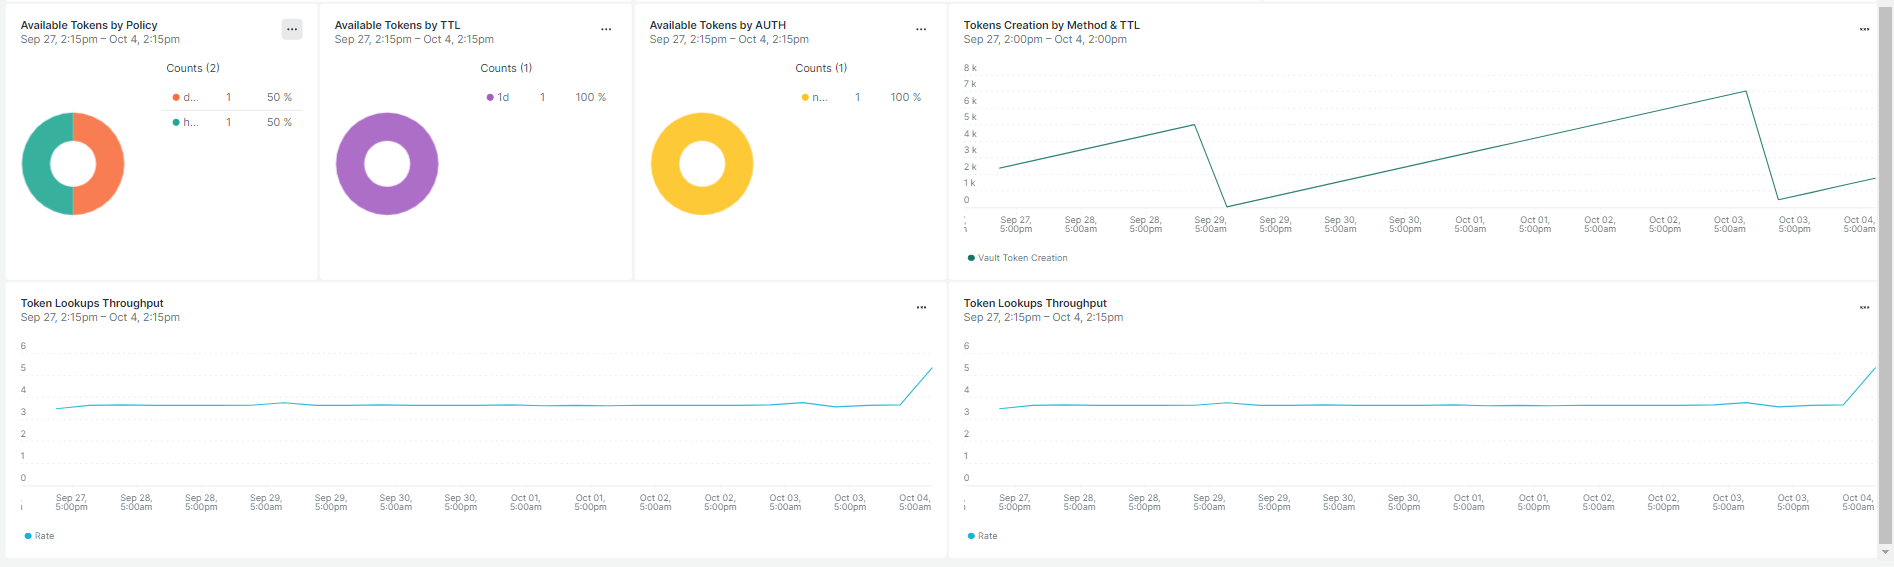 Available Tokens by Policy
Sep 27, 2:15pm – Oct 4, 2:15pm
Counts (2)
d... 1 50 %
h... 1 50 %
Available Tokens by TTL
Sep 27, 2:15pm – Oct 4, 2:15pm
Counts (1)
1d 1 100 %
Available Tokens by AUTH
Sep 27, 2:15pm – Oct 4, 2:15pm
Counts (1)
n... 1 100 %
Tokens Creation by Method & TTL
Sep 27, 2:00pm – Oct 4, 2:00pm
8 k
7 k
6 k
5 k
4 k
3 k
2 k
1 k
0
Sep 27, Sep 28, Sep 28, Sep 29, Sep 29, Sep 30, Sep 30, Oct 01, Oct 01, Oct 02, Oct 02, Oct 03, Oct 03, Oct 04,
5:00pm 5:00am 5:00pm 5:00am 5:00pm 5:00am 5:00pm 5:00am 5:00pm 5:00am 5:00pm 5:00am 5:00pm 5:00am
Vault Token Creation
Token Lookups Throughput
Sep 27, 2:15pm – Oct 4, 2:15pm
6
5
4
3
2
1
0
Sep 27, Sep 28, Sep 28, Sep 29, Sep 29, Sep 30, Sep 30, Oct 01, Oct 01, Oct 02, Oct 02, Oct 03, Oct 03, Oct 04,
5:00pm 5:00am 5:00pm 5:00am 5:00pm 5:00am 5:00pm 5:00am 5:00pm 5:00am 5:00pm 5:00am 5:00pm 5:00am
Rate
Token Lookups Throughput
Sep 27, 2:15pm – Oct 4, 2:15pm
6
5
4
3
2
1
0
Sep 27, Sep 28, Sep 28, Sep 29, Sep 29, Sep 30, Sep 30, Oct 01, Oct 01, Oct 02, Oct 02, Oct 03, Oct 03, Oct 04,
5:00pm 5:00am 5:00pm 5:00am 5:00pm 5:00am 5:00pm 5:00am 5:00pm 5:00am 5:00pm 5:00am 5:00pm 5:00am
Rate